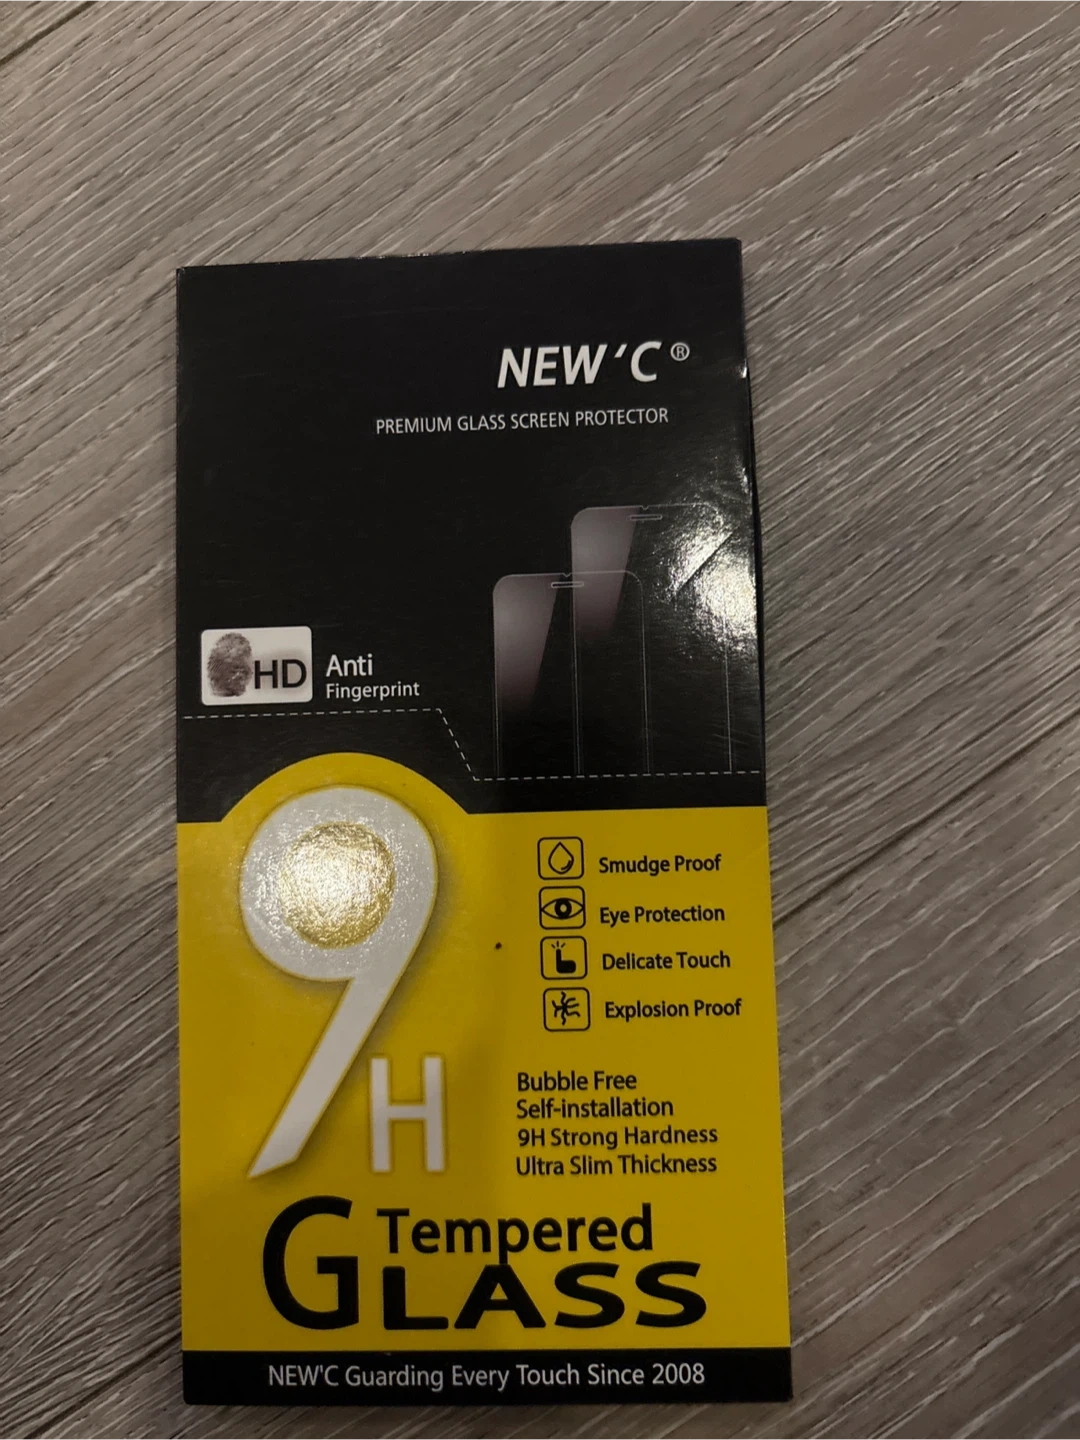 NEW'C®
PREMIUM GLASS SCREEN PROTECTOR
HD Anti
Fingerprint
9H
Smudge Proof
Eye Protection
Delicate Touch
Explosion Proof
Bubble Free
Self-installation
9H Strong Hardness
Ultra Slim Thickness
Tempered
GLASS
NEW'C Guarding Every Touch Since 2008